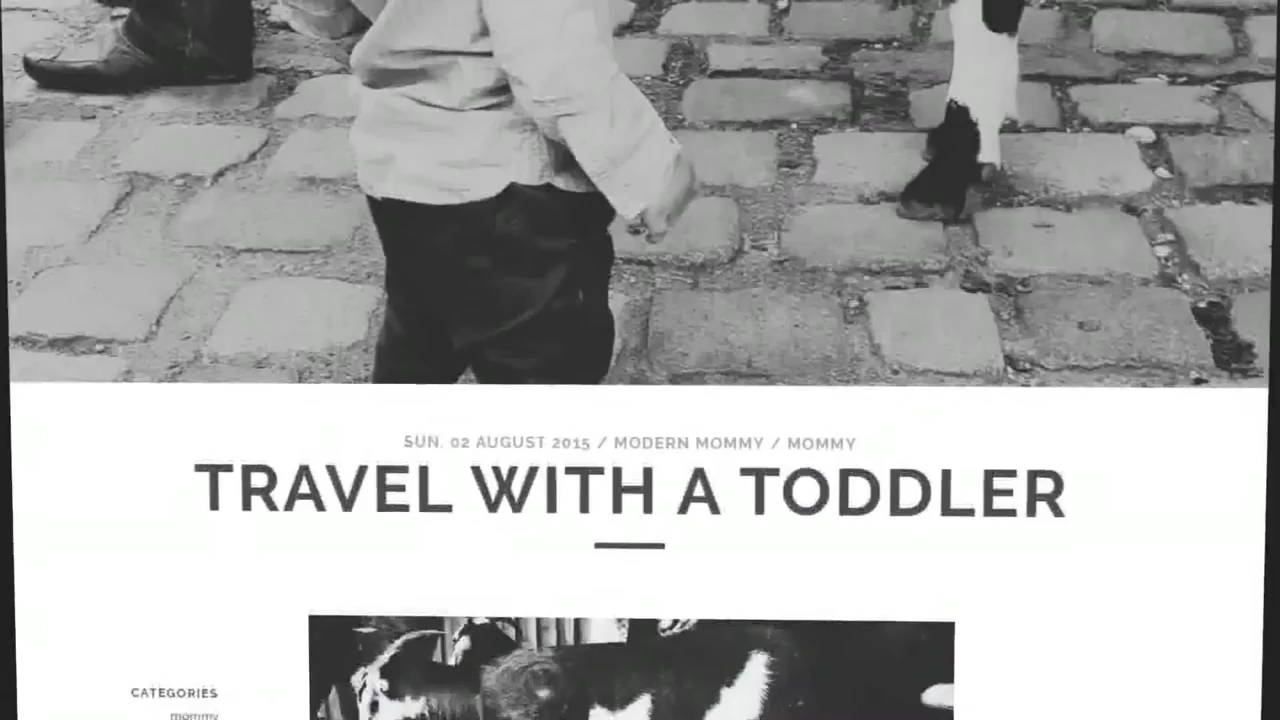 SUN. 02 AUGUST 2015 / MODERN MOMMY / MOMMY
TRAVEL WITH A TODDLER
CATEGORIES
mommy